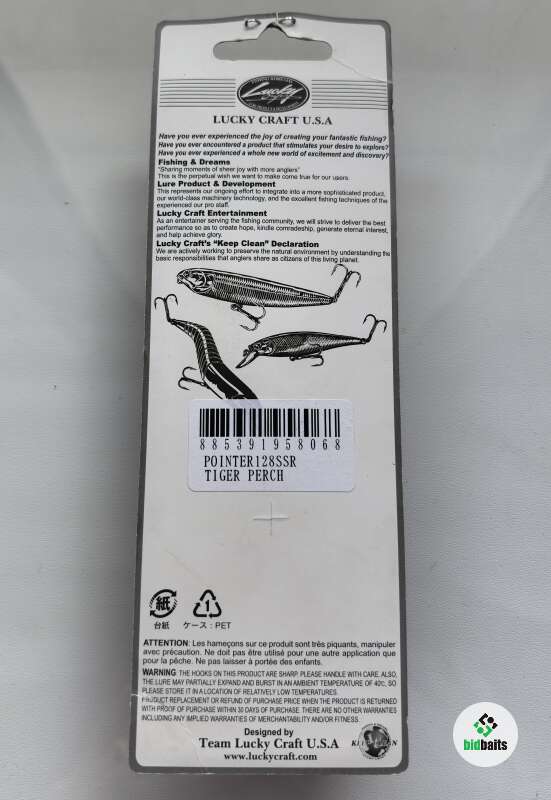 Lucky
LUCKY CRAFT U.S.A
Have you ever experienced the joy of creating your fantastic fishing?
Have you ever encountered a product that stimulates your desire to explore?
Have you ever experienced a whole new world of excitement and discovery?
Fishing & Dreams
"Sharing moments of sheer joy with more anglers"
This is the perpetual wish we want to make come true for our users.
Lure Product & Development
This represents our ongoing effort to integrate into a more sophisticated product,
our world-class machinery technology, and the excellent fishing techniques of the
experienced our pro staff.
Lucky Craft Entertainment
As an entertainer serving the fishing community, we will strive to deliver the best
performance so as to create hope, kindle comradeship, generate eternal interest,
and help achieve glory.
Lucky Craft's "Keep Clean" Declaration
We are actively working to preserve the natural environment by understanding the
basic responsibilities that anglers share as citizens of this living planet.
885391958068
POINTER128SSR
TIGER PERCH
紙
1
台紙
ケース：PET
ATTENTION: Les hameçons sur ce produit sont très piquants, manipuler
avec précaution. Ne doit pas être utilisé pour une autre application que
pour la pêche. Ne pas laisser à portée des enfants.
WARNING: THE HOOKS ON THIS PRODUCT ARE SHARP. PLEASE HANDLE WITH CARE. ALSO,
THE LURE MAY PARTIALLY EXPAND AND BURST IN AN AMBIENT TEMPERATURE OF 40c, SO
PLEASE STORE IT IN A LOCATION OF RELATIVELY LOW TEMPERATURES.
PRODUCT REPLACEMENT OR REFUND OF PURCHASE PRICE WHEN THE PRODUCT IS RETURNED
WITH PROOF OF PURCHASE WITHIN 30 DAYS OF PURCHASE. THERE ARE NO OTHER WARRANTIES
INCLUDING ANY IMPLIED WARRANTIES OF MERCHANTABILITY AND/OR FITNESS.
Designed by
Team Lucky Craft U.S.A
www.luckycraft.com
bidbaits